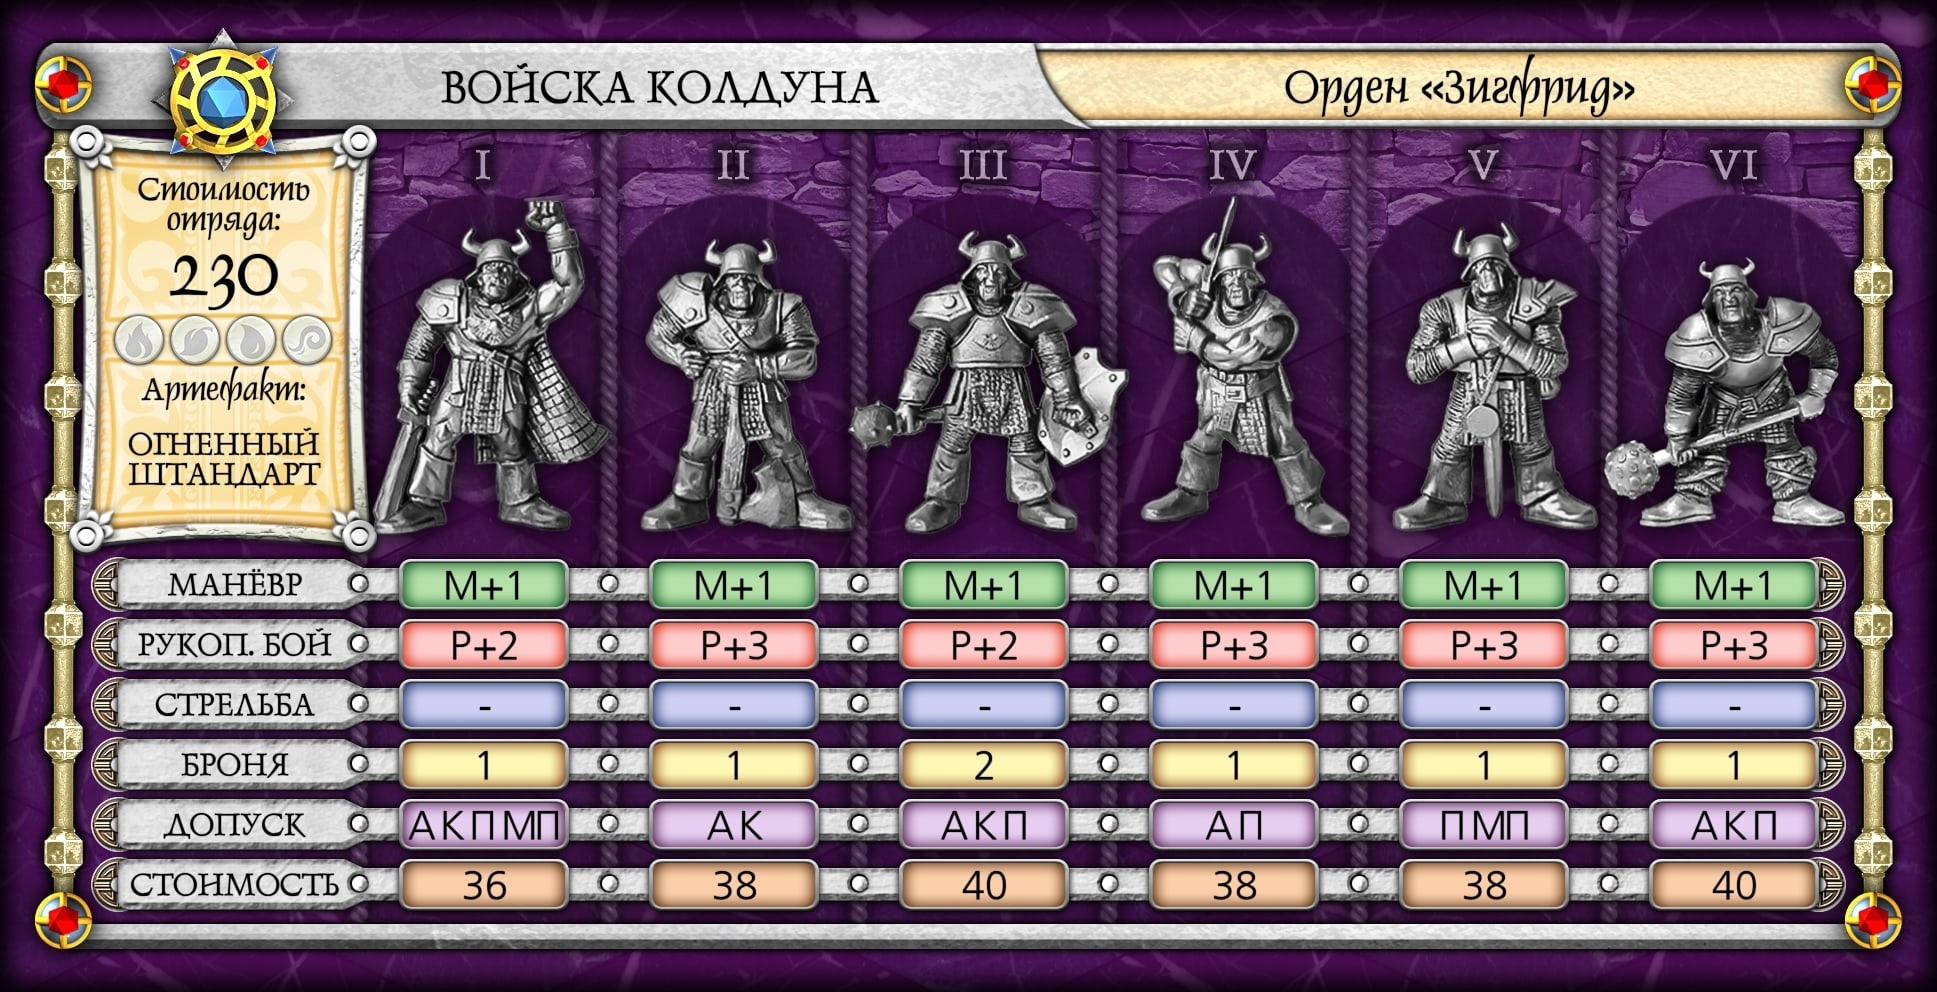 ВОЙСКА КОЛДУНА
Орден «Зигфрид»
Стоимость
отряда:
230
Артефакт:
ОГНЕННЫЙ
ШТАНДАРТ
I II III IV V VI
МАНЁВР М+1 М+1 М+1 М+1 М+1 М+1
РУКОП. БОЙ Р+2 Р+3 Р+2 Р+3 Р+3 Р+3
СТРЕЛЬБА - - - - - -
БРОНЯ 1 1 2 1 1 1
ДОПУСК АКПМП АК АКП АП ПМП АКП
СТОИМОСТЬ 36 38 40 38 38 40